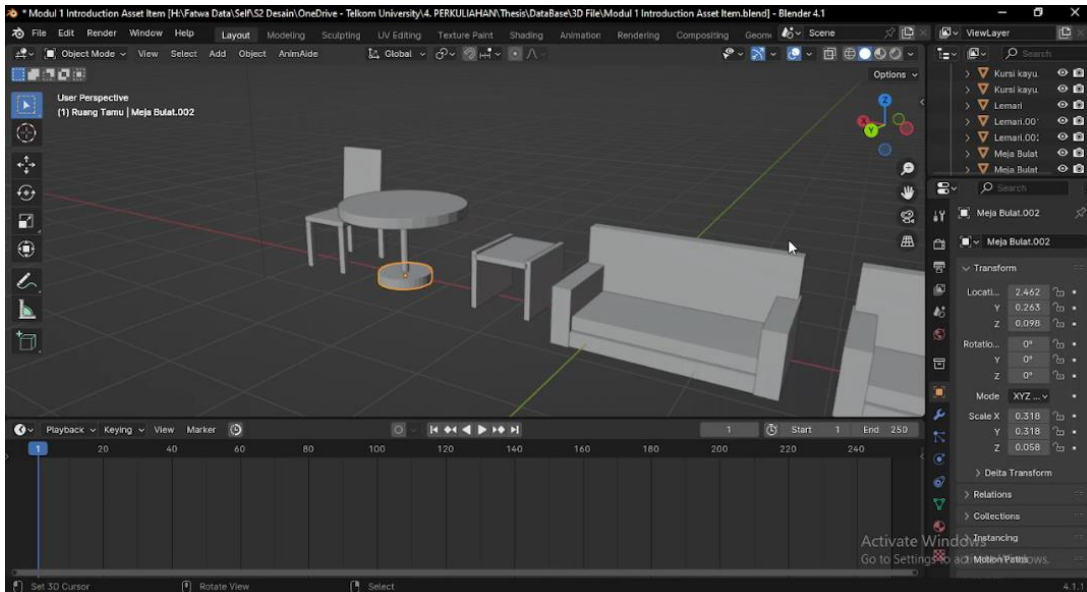 * Modul 1 Introduction Asset Item [H:\Fatwa Data\Self\S2 Desain\OneDrive - Telkom University\4. PERKULIAHAN\Thesis\DataBase\3D File\Modul 1 Introduction Asset Item.blend] - Blender 4.1
File Edit Render Window Help Layout Modeling Sculpting UV Editing Texture Paint Shading Animation Rendering Compositing Geome Scene ViewLayer
Object Mode View Select Add Object AnimAide Global Search
Options
User Perspective
(1) Ruang Tamu | Meja Bulat.002
Z
X
Y
Kursi kayu.
Kursi kayu.
Lemari
Lemari.00
Lemari.00
Meja Bulat
Meja Bulat
Search
Meja Bulat.002
Meja Bulat.002
Transform
Locati... 2.462
Y 0.263
Z 0.098
Rotatio... 0°
Y 0°
Z 0°
Mode XYZ ...
Scale X 0.318
Y 0.318
Z 0.058
Delta Transform
Relations
Collections
Instancing
Motion Paths
Playback Keying View Marker 1 Start 1 End 250
1 20 40 60 80 100 120 140 160 180 200 220 240
Activate Windows
Go to Settings to activate Windows.
Set 3D Cursor Rotate View Select 4.1.1